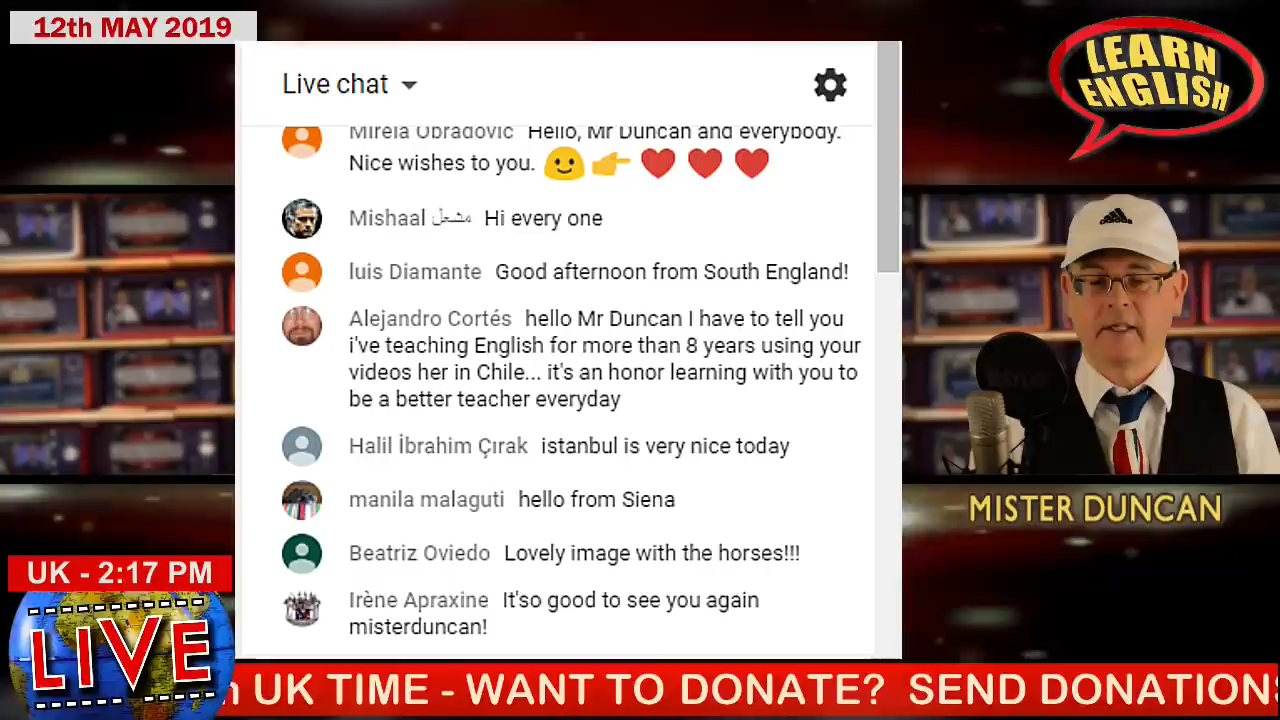 12th MAY 2019
LEARN
ENGLISH
Live chat
Mirela Obradovic Hello, Mr Duncan and everybody.
Nice wishes to you. 🙂 👉 ❤️ ❤️ ❤️
Mishaal مشعل Hi every one
luis Diamante Good afternoon from South England!
Alejandro Cortés hello Mr Duncan I have to tell you
i've teaching English for more than 8 years using your
videos her in Chile... it's an honor learning with you to
be a better teacher everyday
Halil İbrahim Çırak istanbul is very nice today
manila malaguti hello from Siena
Beatriz Oviedo Lovely image with the horses!!!
Irène Apraxine It'so good to see you again
misterduncan!
adidas
MISTER DUNCAN
UK - 2:17 PM
LIVE
UK TIME - WANT TO DONATE? SEND DONATIONS